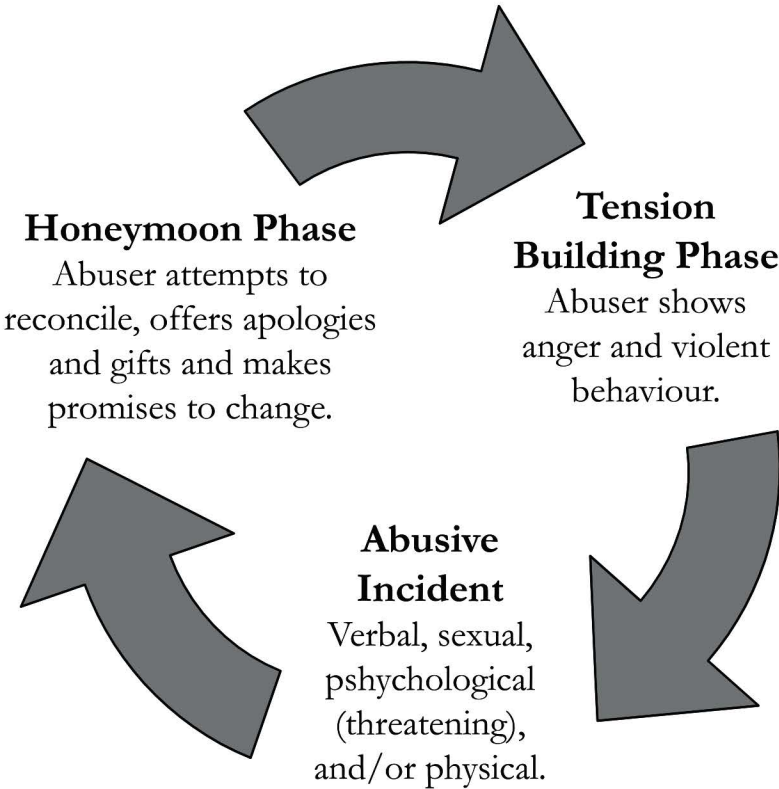 Honeymoon Phase
Abuser attempts to
reconcile, offers apologies
and gifts and makes
promises to change.
Tension
Building Phase
Abuser shows
anger and violent
behaviour.
Abusive
Incident
Verbal, sexual,
pshychological
(threatening),
and/or physical.